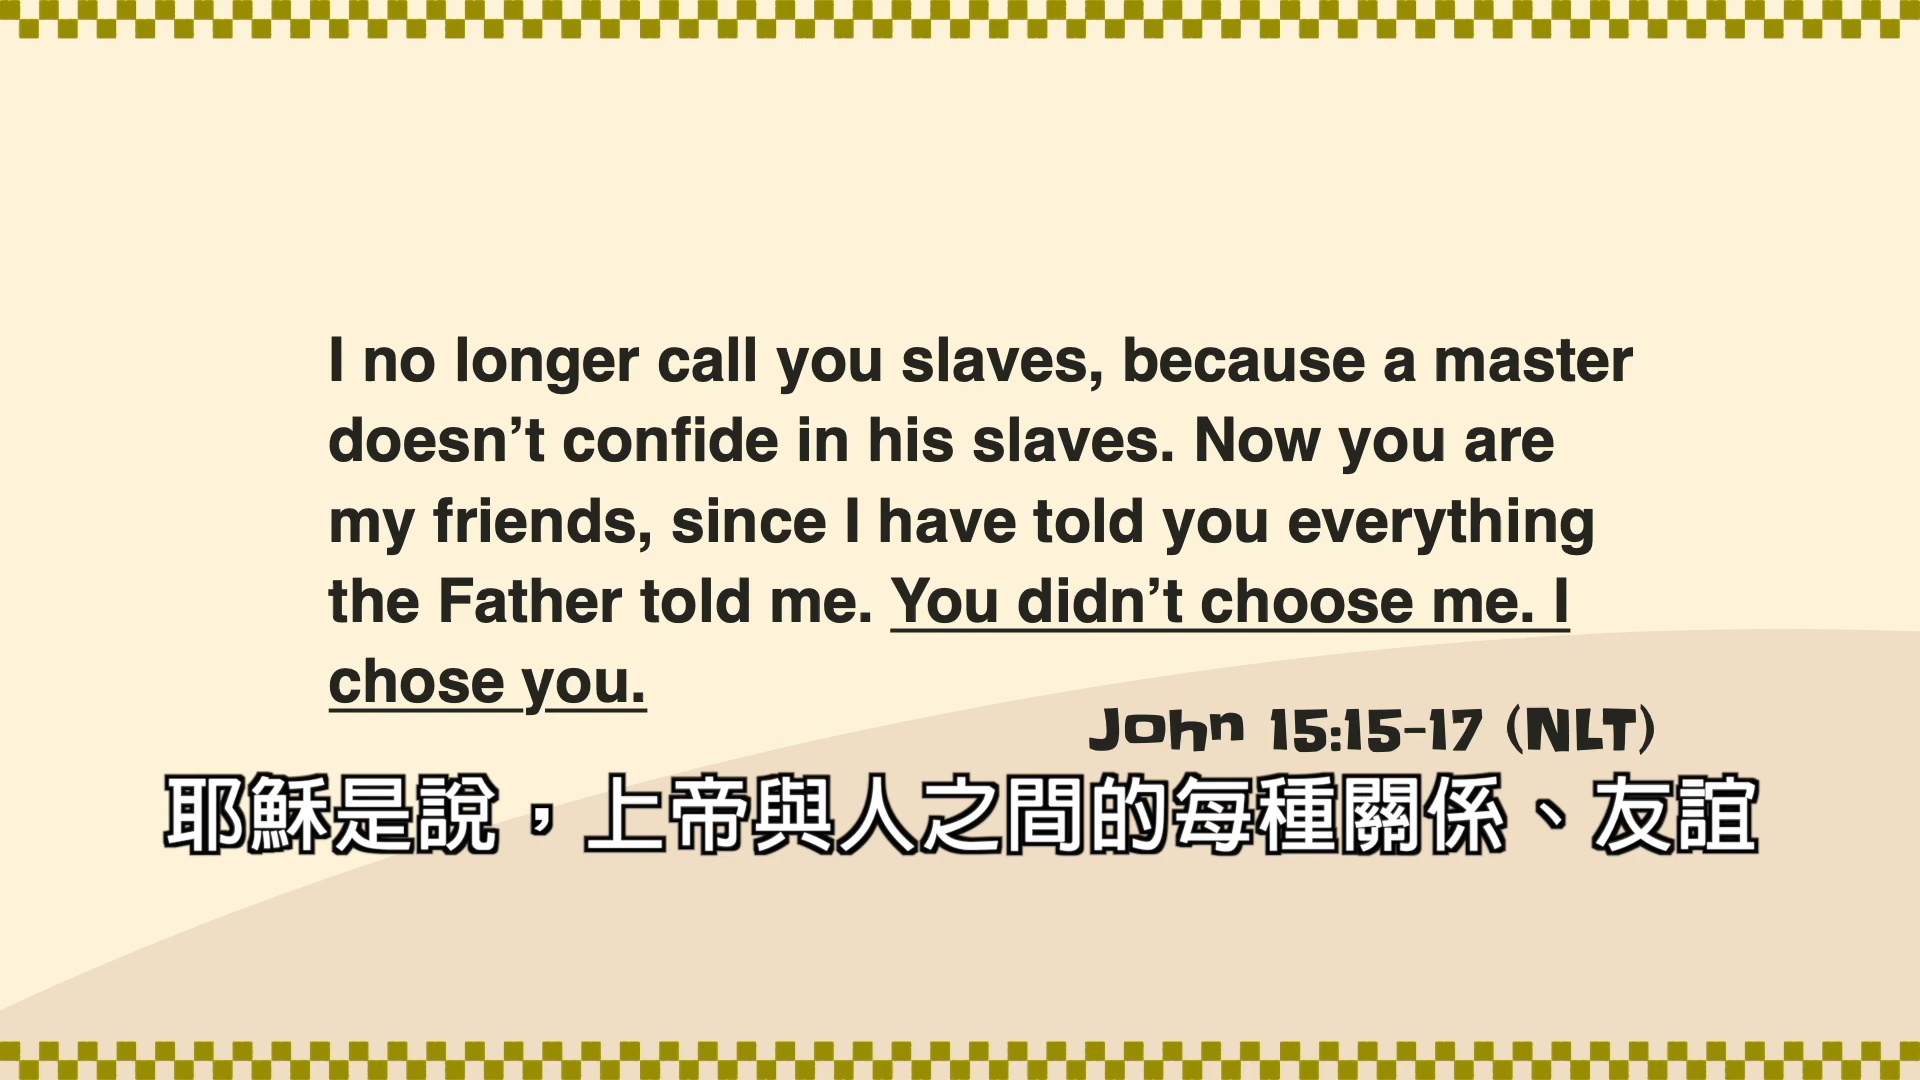 I no longer call you slaves, because a master
doesn’t confide in his slaves. Now you are
my friends, since I have told you everything
the Father told me. You didn’t choose me. I
chose you.
John 15:15-17 (NLT)
耶穌是說，上帝與人之間的每種關係、友誼